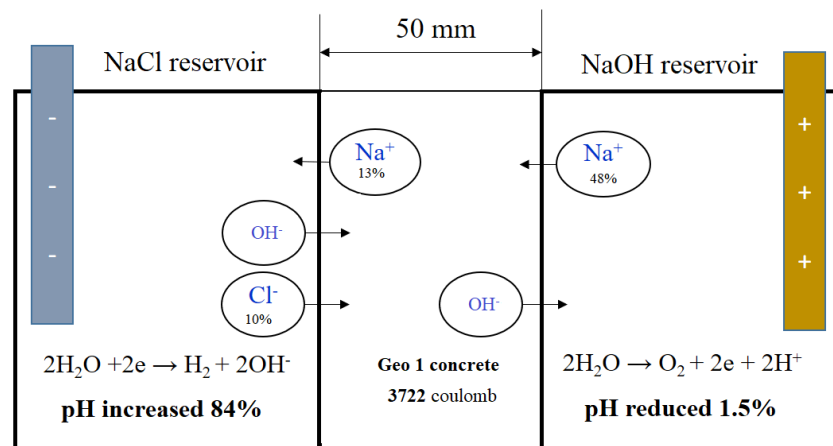 50 mm
NaCl reservoir
NaOH reservoir
-
-
-
+
+
+
Na⁺
13%
Na⁺
48%
OH⁻
Cl⁻
10%
OH⁻
2H₂O +2e → H₂ + 2OH⁻
pH increased 84%
Geo 1 concrete
3722 coulomb
2H₂O → O₂ + 2e + 2H⁺
pH reduced 1.5%